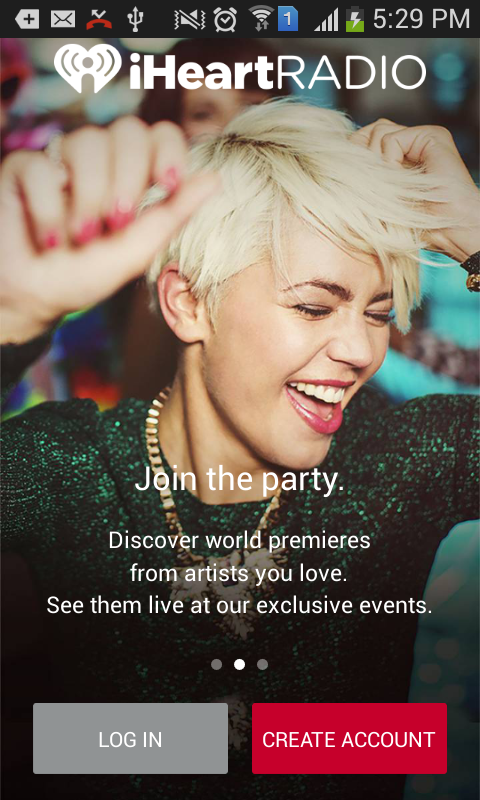 1
5:29 PM
iHeartRADIO
Join the party.
Discover world premieres
from artists you love.
See them live at our exclusive events.
LOG IN
CREATE ACCOUNT